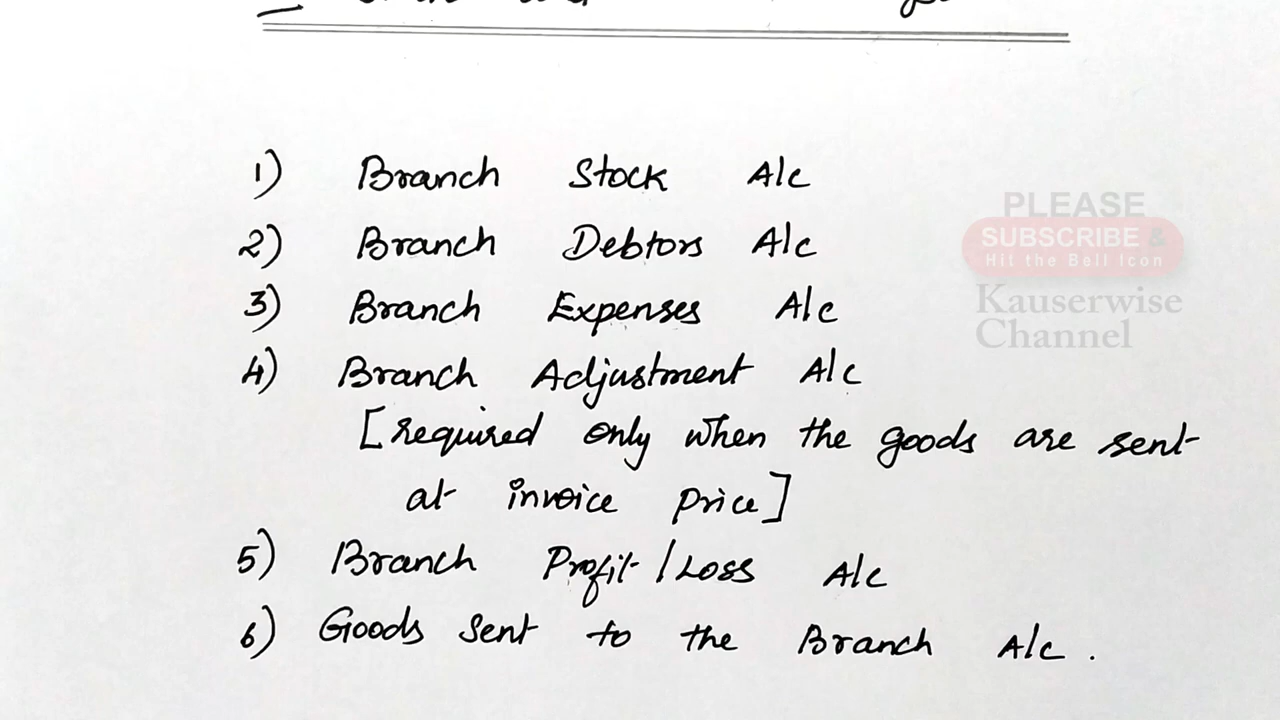 1) Branch Stock A/c
2) Branch Debtors A/c
3) Branch Expenses A/c
4) Branch Adjustment A/c
[required only when the goods are sent
at invoice price]
5) Branch Profit/Loss A/c
6) Goods sent to the Branch A/c.
PLEASE
SUBSCRIBE &
Hit the Bell Icon
Kauserwise
Channel